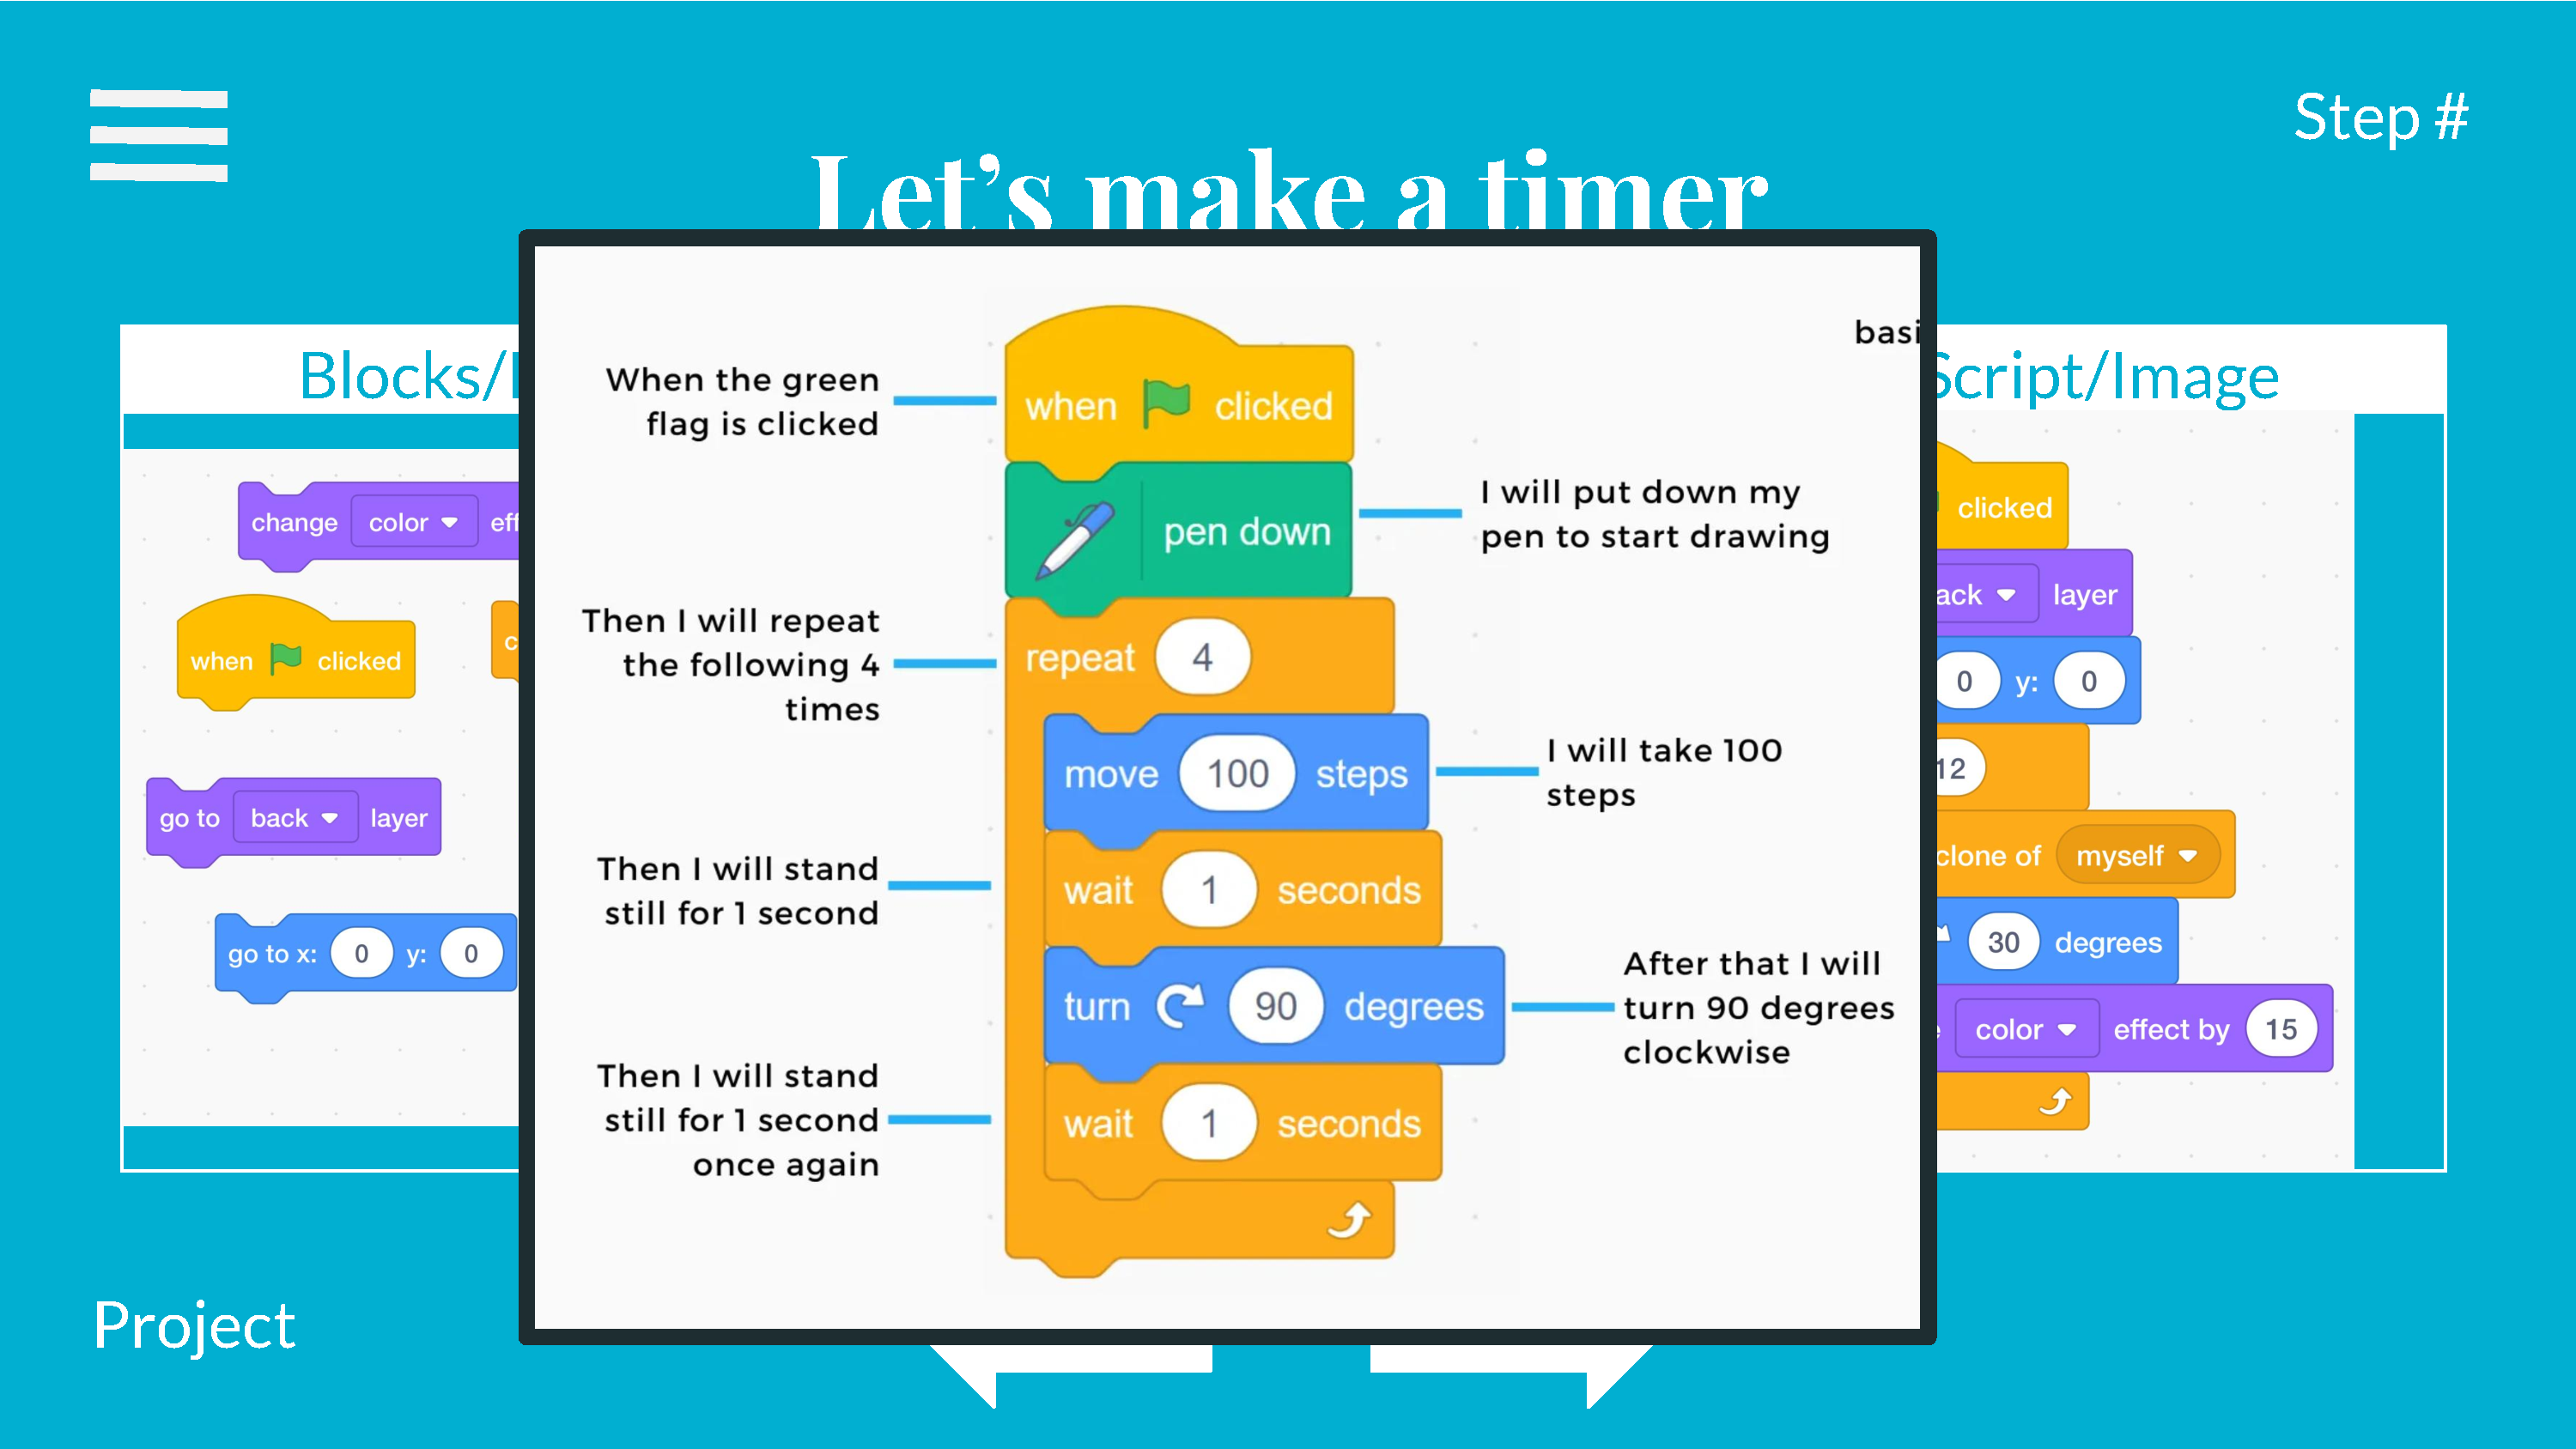 Step #
Let’s make a timer
Blocks/
change color eff
when clicked
c
go to back layer
go to x: 0 y: 0
When the green
flag is clicked
when clicked
basi
pen down
I will put down my
pen to start drawing
Then I will repeat
the following 4
times
repeat 4
move 100 steps
I will take 100
steps
Then I will stand
still for 1 second
wait 1 seconds
turn 90 degrees
After that I will
turn 90 degrees
clockwise
Then I will stand
still for 1 second
once again
wait 1 seconds
Script/Image
clicked
ack layer
0 y: 0
12
clone of myself
30 degrees
color effect by 15
Project